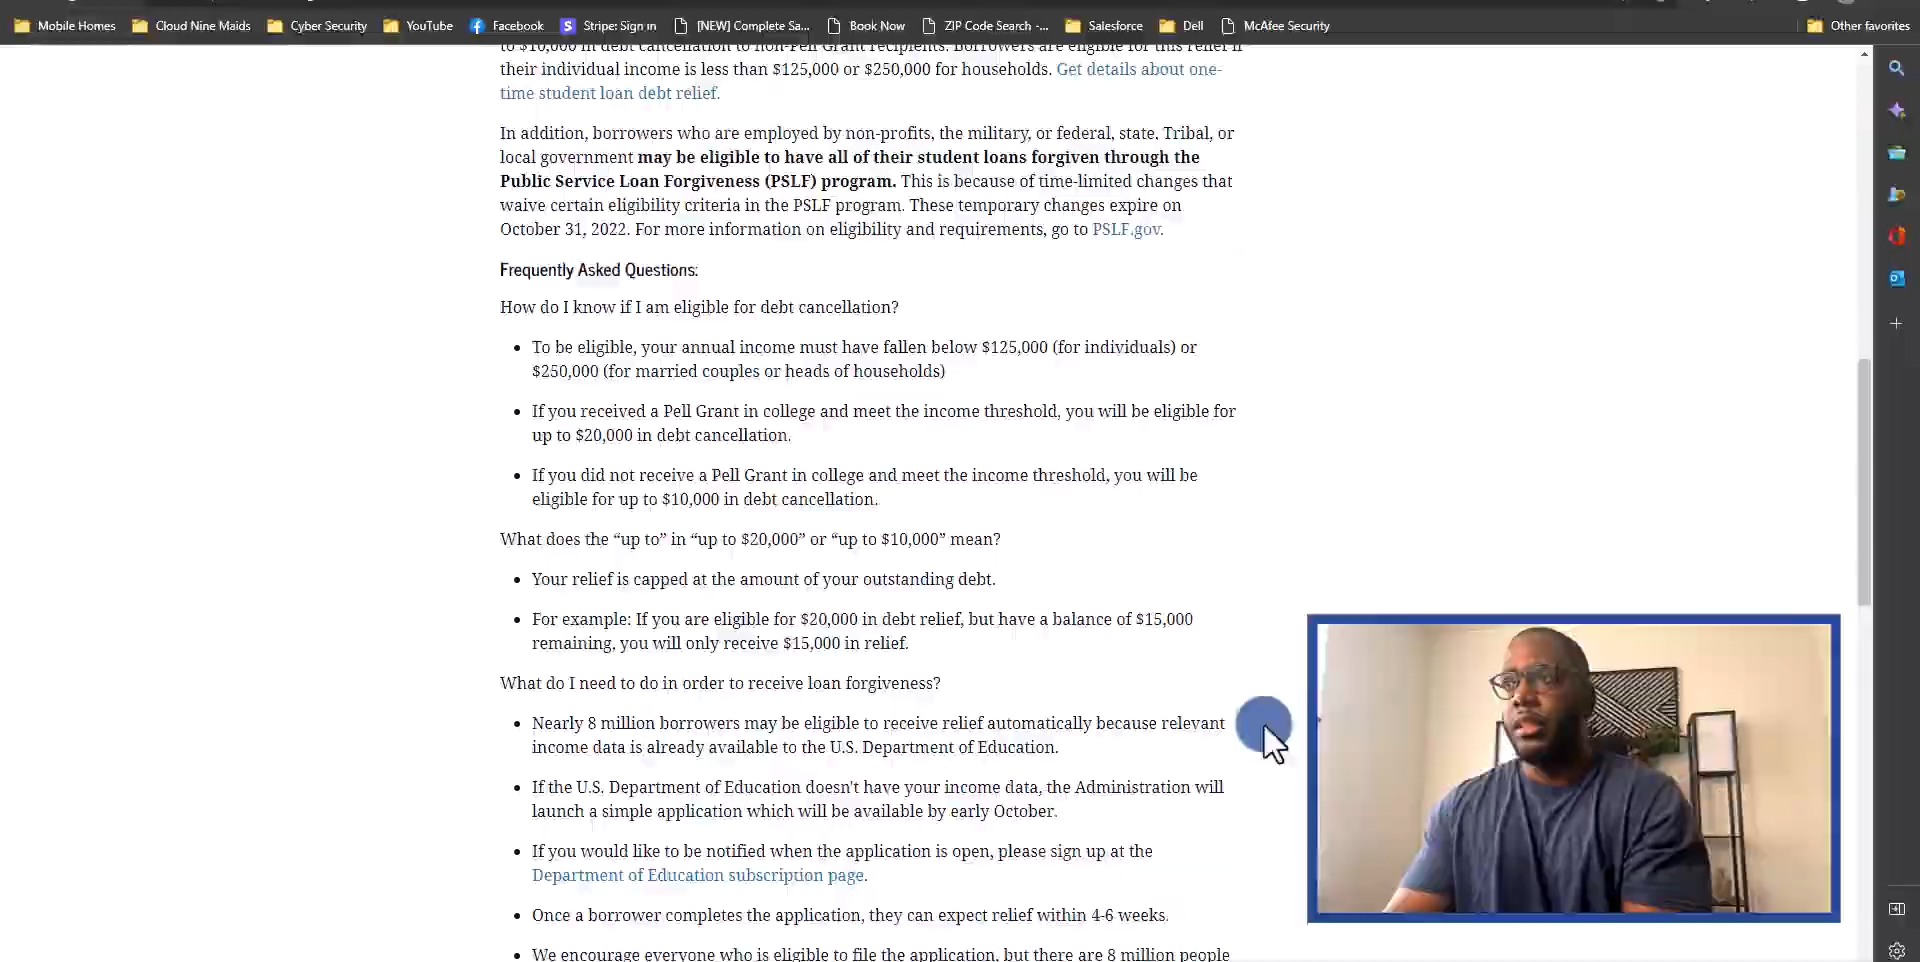 Mobile Homes
Cloud Nine Maids
Cyber Security
YouTube
Facebook
Stripe: Sign in
[NEW] Complete Sa...
Book Now
ZIP Code Search -...
Salesforce
Dell
McAfee Security
Other favorites
to $10,000 in debt cancellation to non-Pell Grant recipients. Borrowers are eligible for this relief if
their individual income is less than $125,000 or $250,000 for households. Get details about one-
time student loan debt relief.
In addition, borrowers who are employed by non-profits, the military, or federal, state, Tribal, or
local government may be eligible to have all of their student loans forgiven through the
Public Service Loan Forgiveness (PSLF) program. This is because of time-limited changes that
waive certain eligibility criteria in the PSLF program. These temporary changes expire on
October 31, 2022. For more information on eligibility and requirements, go to PSLF.gov.
Frequently Asked Questions:
How do I know if I am eligible for debt cancellation?
• To be eligible, your annual income must have fallen below $125,000 (for individuals) or
$250,000 (for married couples or heads of households)
• If you received a Pell Grant in college and meet the income threshold, you will be eligible for
up to $20,000 in debt cancellation.
• If you did not receive a Pell Grant in college and meet the income threshold, you will be
eligible for up to $10,000 in debt cancellation.
What does the “up to” in “up to $20,000” or “up to $10,000” mean?
• Your relief is capped at the amount of your outstanding debt.
• For example: If you are eligible for $20,000 in debt relief, but have a balance of $15,000
remaining, you will only receive $15,000 in relief.
What do I need to do in order to receive loan forgiveness?
• Nearly 8 million borrowers may be eligible to receive relief automatically because relevant
income data is already available to the U.S. Department of Education.
• If the U.S. Department of Education doesn't have your income data, the Administration will
launch a simple application which will be available by early October.
• If you would like to be notified when the application is open, please sign up at the
Department of Education subscription page.
• Once a borrower completes the application, they can expect relief within 4-6 weeks.
• We encourage everyone who is eligible to file the application, but there are 8 million people